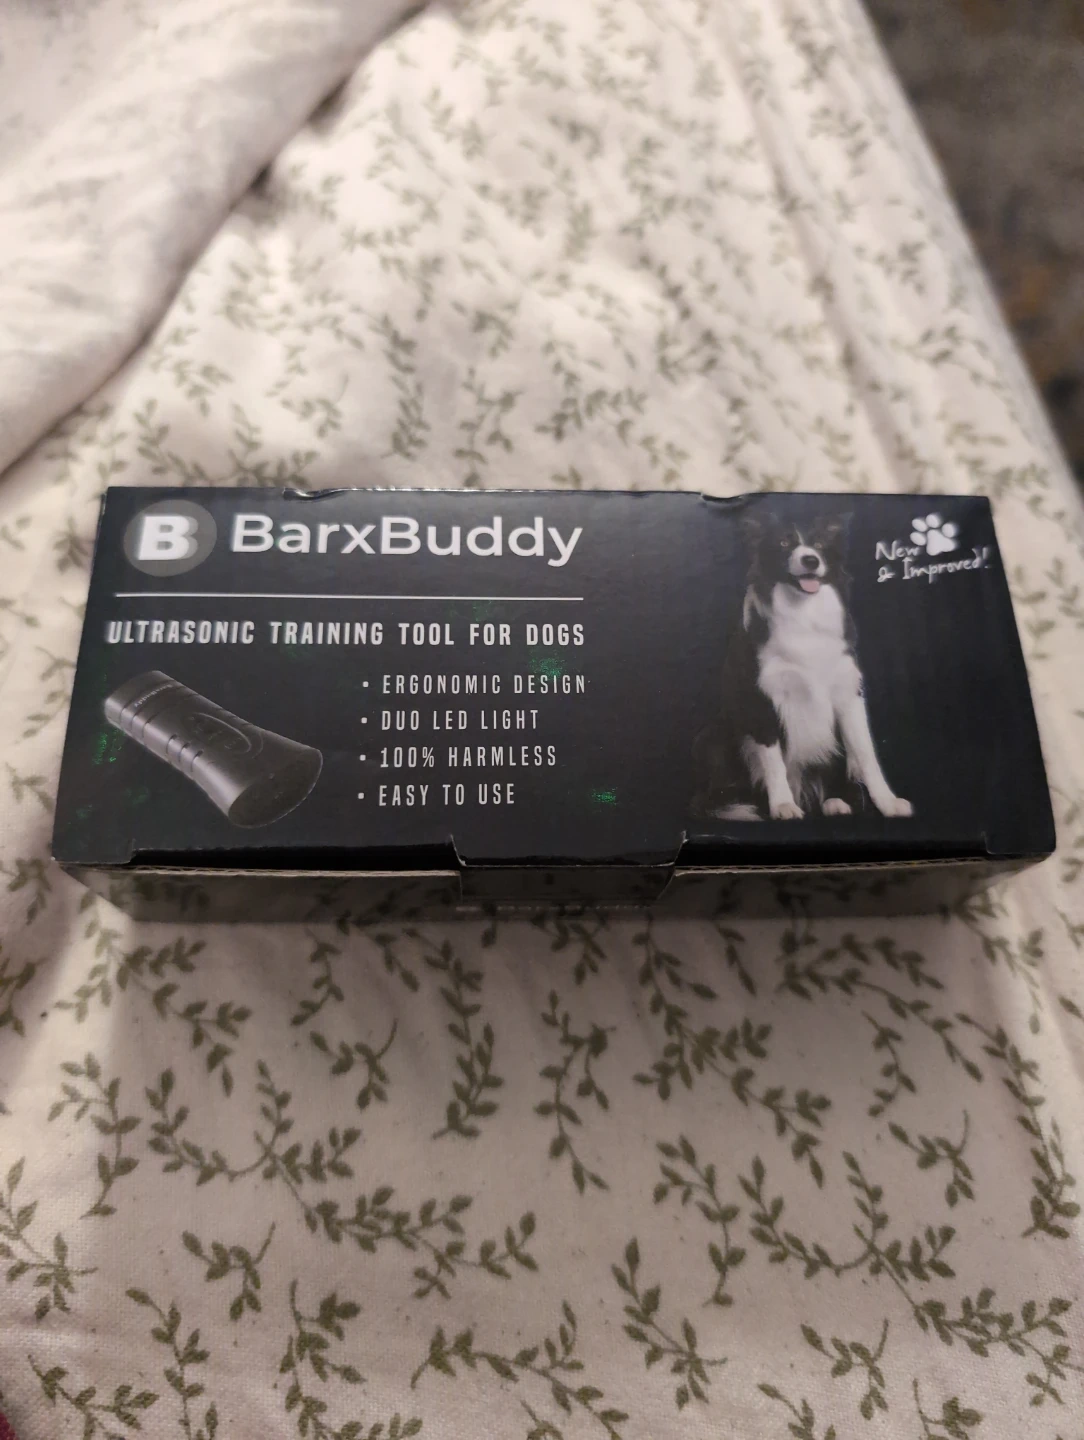 B BarxBuddy
New
& Improved!
ULTRASONIC TRAINING TOOL FOR DOGS
• ERGONOMIC DESIGN
• DUO LED LIGHT
• 100% HARMLESS
• EASY TO USE